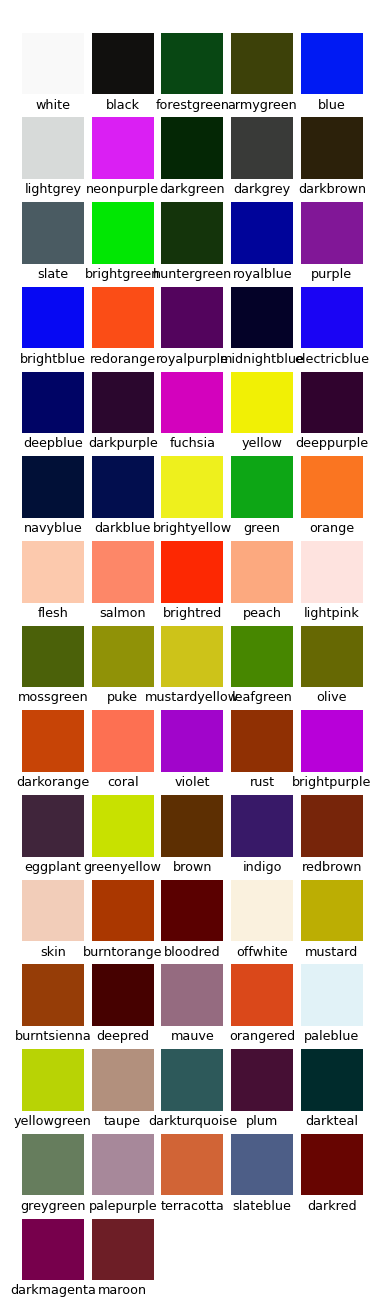 white black forestgreen armygreen blue
lightgrey neonpurple darkgreen darkgrey darkbrown
slate brightgreen huntergreen royalblue purple
brightblue redorange royalpurple midnightblue electricblue
deepblue darkpurple fuchsia yellow deeppurple
navyblue darkblue brightyellow green orange
flesh salmon brightred peach lightpink
mossgreen puke mustardyellow leafgreen olive
darkorange coral violet rust brightpurple
eggplant greenyellow brown indigo redbrown
skin burntorange bloodred offwhite mustard
burntsienna deepred mauve orangered paleblue
yellowgreen taupe darkturquoise plum darkteal
greygreen palepurple terracotta slateblue darkred
darkmagenta maroon